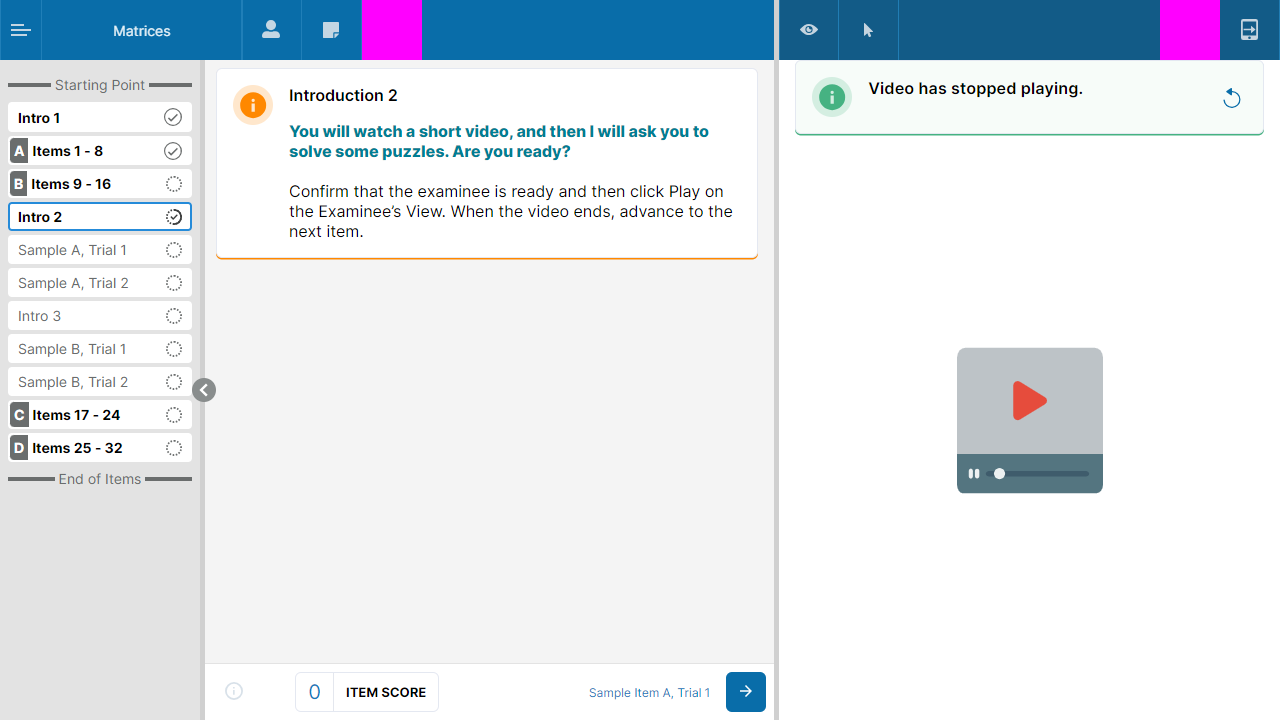 Matrices
Starting Point
Intro 1
A Items 1 - 8
B Items 9 - 16
Intro 2
Sample A, Trial 1
Sample A, Trial 2
Intro 3
Sample B, Trial 1
Sample B, Trial 2
C Items 17 - 24
D Items 25 - 32
End of Items
Introduction 2
You will watch a short video, and then I will ask you to
solve some puzzles. Are you ready?
Confirm that the examinee is ready and then click Play on
the Examinee’s View. When the video ends, advance to the
next item.
0 ITEM SCORE
Sample Item A, Trial 1
Video has stopped playing.